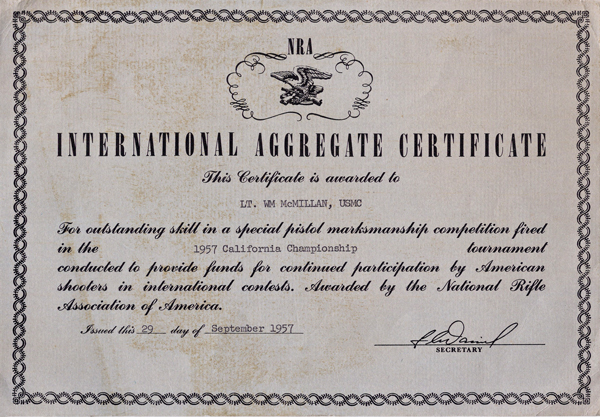 NRA
INTERNATIONAL AGGREGATE CERTIFICATE
This Certificate is awarded to
LT. WM McMILLAN, USMC
For outstanding skill in a special pistol marksmanship competition fired
in the 1957 California Championship tournament
conducted to provide funds for continued participation by American
shooters in international contests. Awarded by the National Rifle
Association of America.
Issued this 29 day of September 1957
SECRETARY